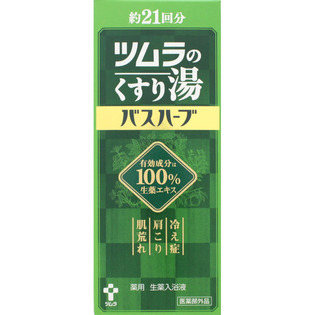 約21回分
ツムラの
くすり湯
バスハーブ
有効成分は
100%
生薬エキス
冷え症
肩こり
肌荒れ
薬用 生薬入浴液
ツムラ
医薬部外品